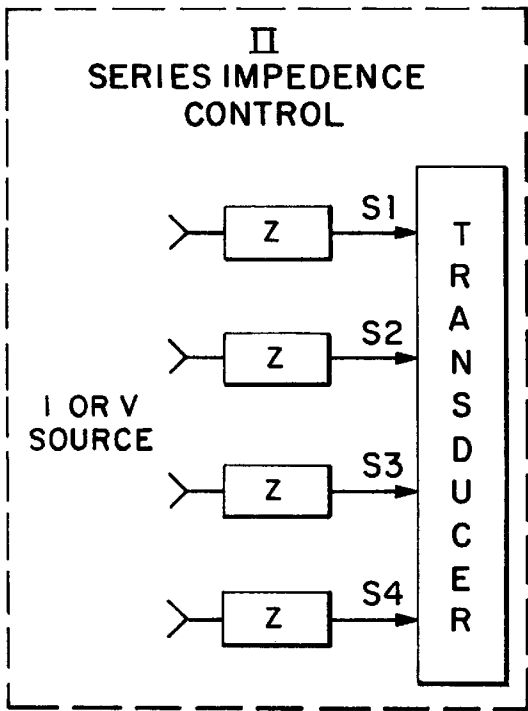 II
SERIES IMPEDENCE
CONTROL
S1
Z
S2
Z
I OR V
SOURCE
S3
Z
S4
Z
TRANSDUCER